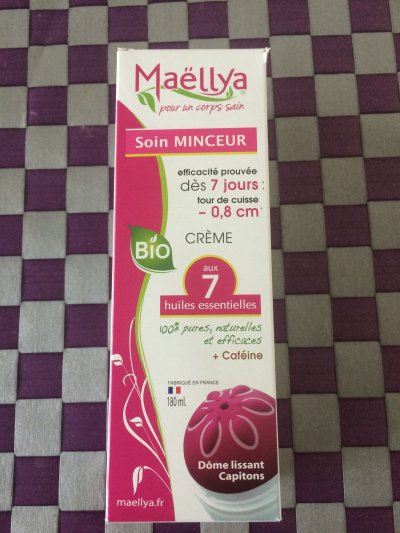 Maëllya®
pour un corps sain
Soin MINCEUR
efficacité prouvée
dès 7 jours :
tour de cuisse
– 0,8 cm*
BIO
CRÈME
aux
7
huiles essentielles
100% pures, naturelles
et efficaces
+ Caféine
FABRIQUÉ EN FRANCE
180 ml.
Dôme lissant
Capitons
maellya.fr